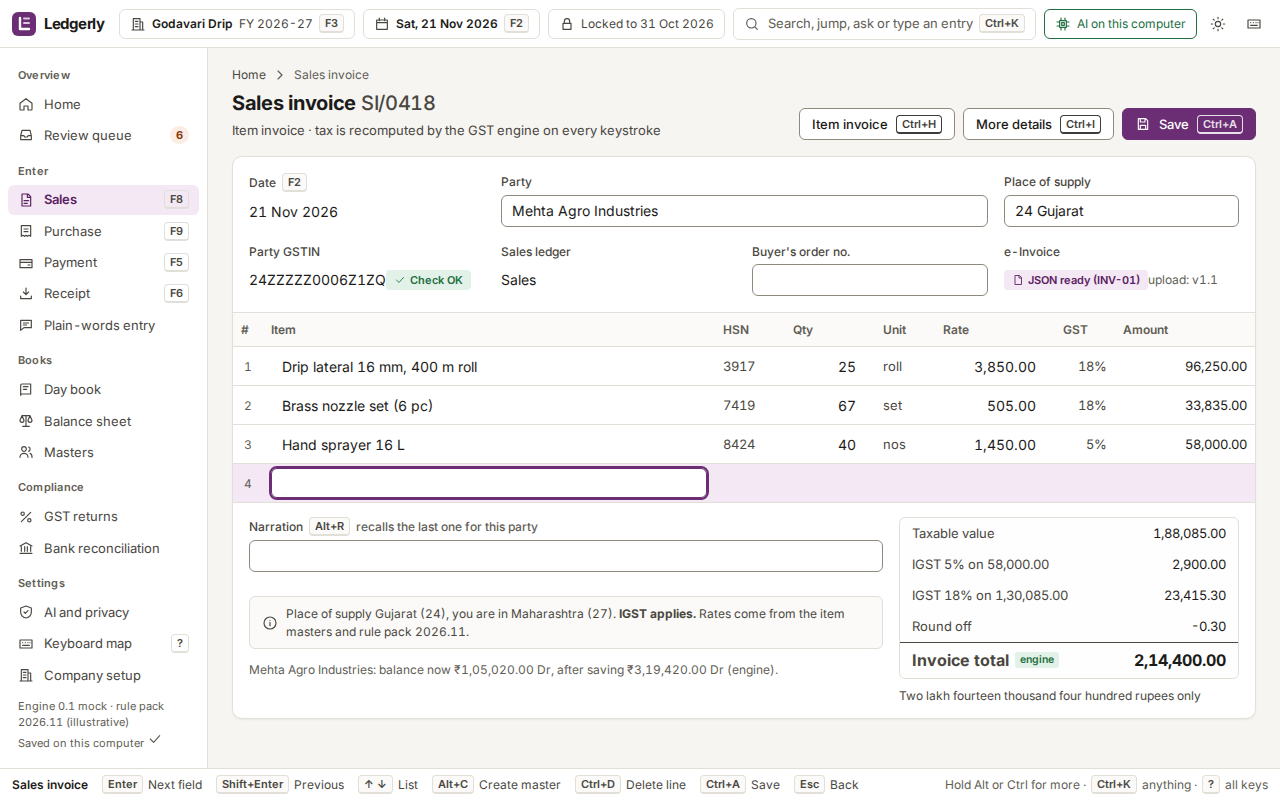 Ledgerly
Godavari Drip FY 2026-27 F3
Sat, 21 Nov 2026 F2
Locked to 31 Oct 2026
Search, jump, ask or type an entry Ctrl+K
AI on this computer
Overview
Home
Review queue 6
Enter
Sales F8
Purchase F9
Payment F5
Receipt F6
Plain-words entry
Books
Day book
Balance sheet
Masters
Compliance
GST returns
Bank reconciliation
Settings
AI and privacy
Keyboard map ?
Company setup
Engine 0.1 mock · rule pack
2026.11 (illustrative)
Saved on this computer
Home Sales invoice
Sales invoice SI/0418
Item invoice · tax is recomputed by the GST engine on every keystroke
Item invoice Ctrl+H
More details Ctrl+I
Save Ctrl+A
Date F2 Party Place of supply
21 Nov 2026 Mehta Agro Industries 24 Gujarat
Party GSTIN Sales ledger Buyer's order no. e-Invoice
24ZZZZZ0006Z1ZQ Check OK Sales JSON ready (INV-01) upload: v1.1
# Item HSN Qty Unit Rate GST Amount
1 Drip lateral 16 mm, 400 m roll 3917 25 roll 3,850.00 18% 96,250.00
2 Brass nozzle set (6 pc) 7419 67 set 505.00 18% 33,835.00
3 Hand sprayer 16 L 8424 40 nos 1,450.00 5% 58,000.00
4
Narration Alt+R recalls the last one for this party
Place of supply Gujarat (24), you are in Maharashtra (27). IGST applies. Rates come from the item
masters and rule pack 2026.11.
Mehta Agro Industries: balance now ₹1,05,020.00 Dr, after saving ₹3,19,420.00 Dr (engine).
Taxable value 1,88,085.00
IGST 5% on 58,000.00 2,900.00
IGST 18% on 1,30,085.00 23,415.30
Round off -0.30
Invoice total engine 2,14,400.00
Two lakh fourteen thousand four hundred rupees only
Sales invoice Enter Next field Shift+Enter Previous ↑ ↓ List Alt+C Create master Ctrl+D Delete line Ctrl+A Save Esc Back Hold Alt or Ctrl for more · Ctrl+K anything · ? all keys